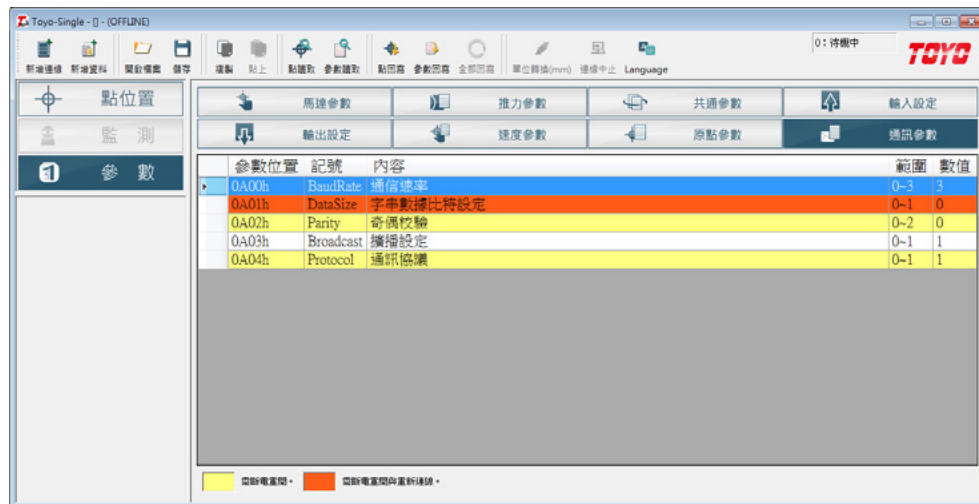 Toyo-Single - [] - (OFFLINE)
新增連線 新增資料 開啟檔案 儲存 複製 貼上 點讀取 參數讀取 點回寫 參數回寫 全部回寫 單位轉換(mm) 連線中止 Language
0：待機中
TOYO
點位置
監 測
參 數
馬達參數 推力參數 共通參數 輸入設定
輸出設定 速度參數 原點參數 通訊參數
參數位置 記號 內容 範圍 數值
0A00h BaudRate 通信速率 0~3 3
0A01h DataSize 字串數據比特設定 0~1 0
0A02h Parity 奇偶校驗 0~2 0
0A03h Broadcast 擴播設定 0~1 1
0A04h Protocol 通訊協議 0~1 1
需斷電重開。 需斷電重開與重新連線。